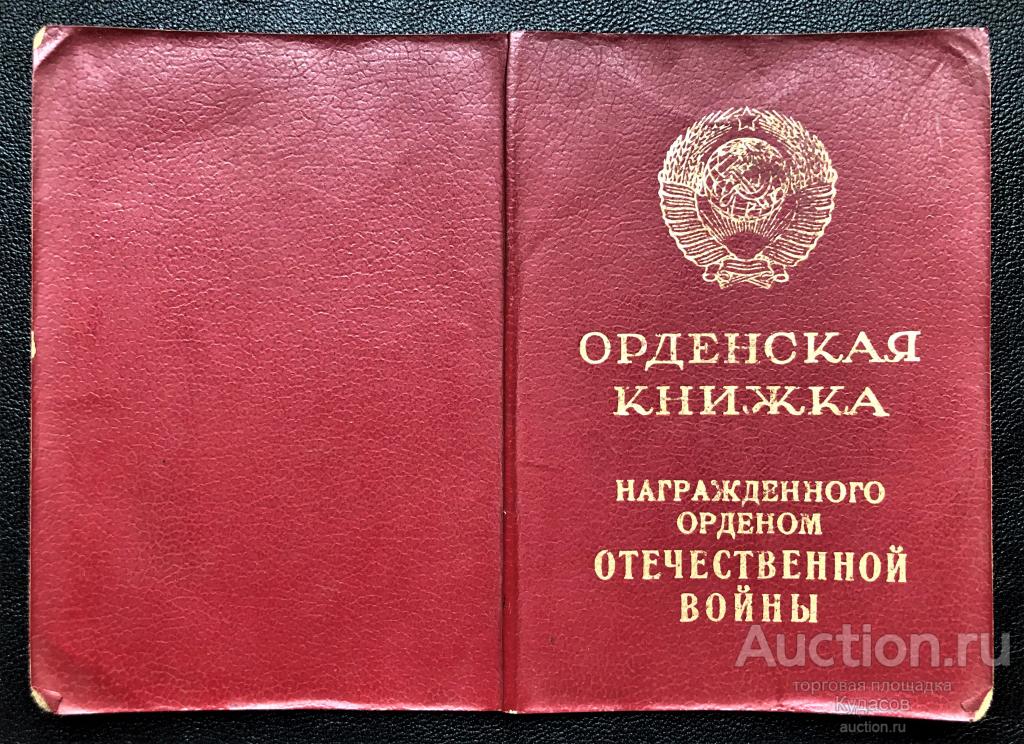 ОРДЕНСКАЯ
КНИЖКА
НАГРАЖДЕННОГО
ОРДЕНОМ
ОТЕЧЕСТВЕННОЙ
ВОЙНЫ
Auction.ru
торговая площадка
Кудасов
auction.ru